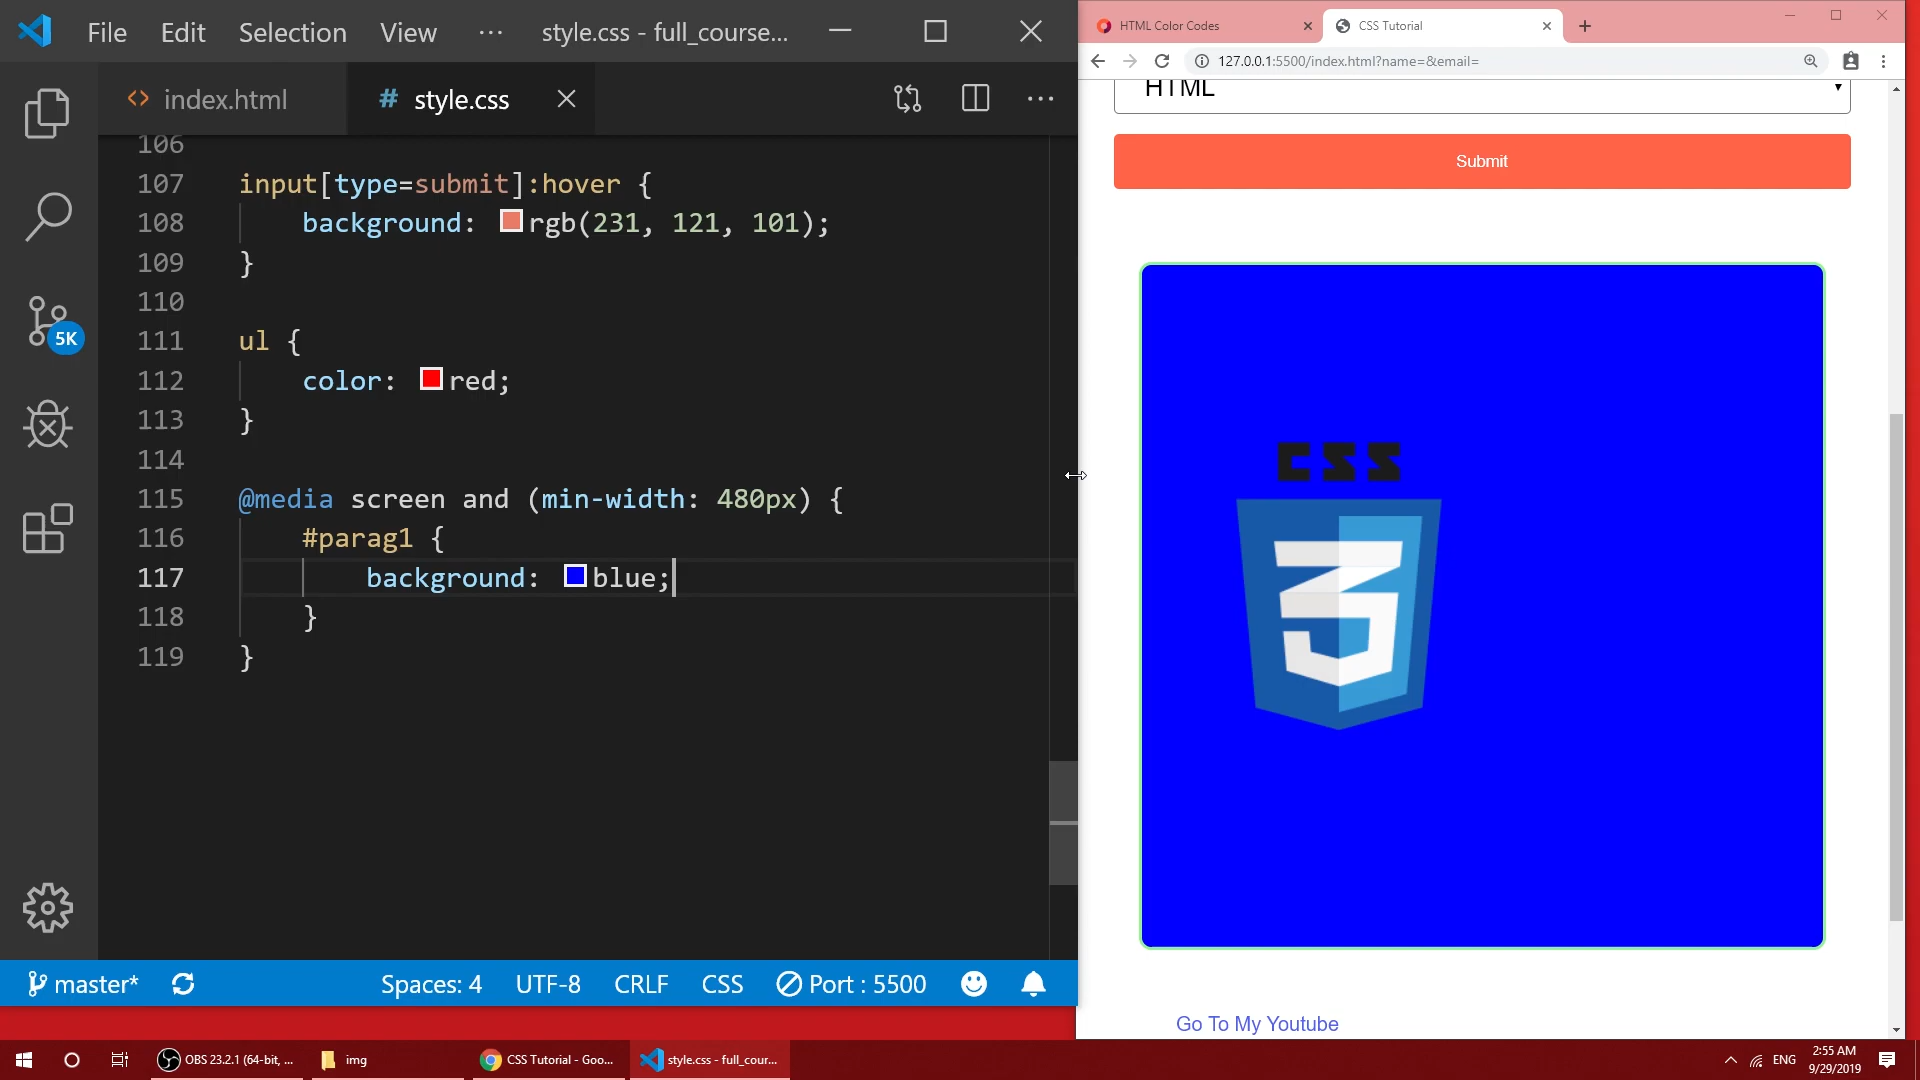 File Edit Selection View ··· style.css - full_course...
index.html
# style.css
106
107 input[type=submit]:hover {
108 background: rgb(231, 121, 101);
109 }
110
111 ul {
112 color: red;
113 }
114
115 @media screen and (min-width: 480px) {
116 #parag1 {
117 background: blue;
118 }
119 }
5K
master* Spaces: 4 UTF-8 CRLF CSS Port : 5500
HTML Color Codes
CSS Tutorial
127.0.0.1:5500/index.html?name=&email=
HTML
Submit
CSS
3
Go To My Youtube
OBS 23.2.1 (64-bit, ...
img
CSS Tutorial - Goo...
style.css - full_cour...
ENG
2:55 AM
9/29/2019